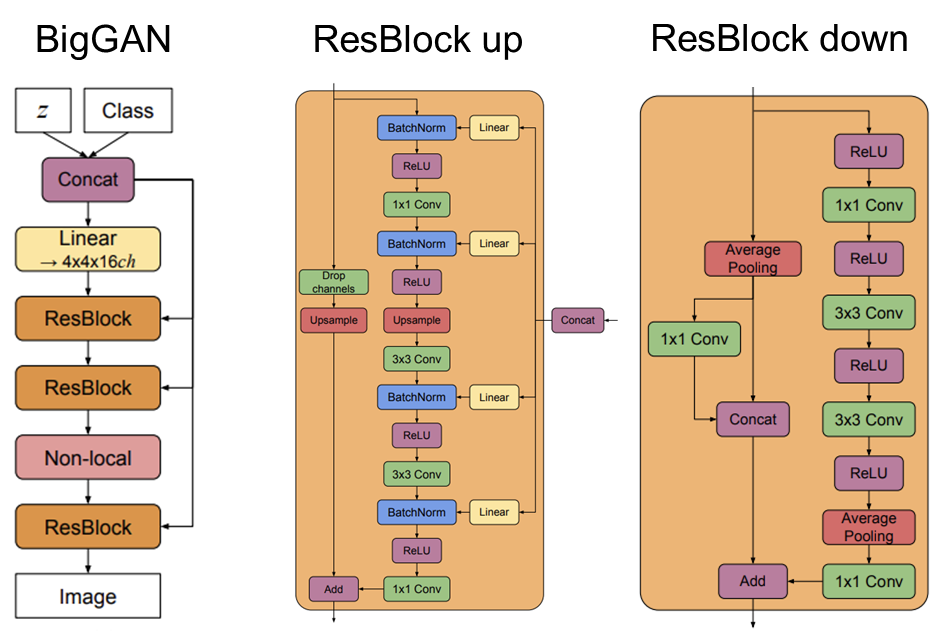 BigGAN
z
Class
Concat
Linear
→ 4x4x16ch
ResBlock
ResBlock
Non-local
ResBlock
Image
ResBlock up
BatchNorm
Linear
ReLU
1x1 Conv
BatchNorm
Linear
Drop
channels
ReLU
Upsample
Upsample
Concat
3x3 Conv
BatchNorm
Linear
ReLU
3x3 Conv
BatchNorm
Linear
ReLU
Add
1x1 Conv
ResBlock down
ReLU
1x1 Conv
Average
Pooling
ReLU
3x3 Conv
1x1 Conv
ReLU
Concat
3x3 Conv
ReLU
Average
Pooling
Add
1x1 Conv